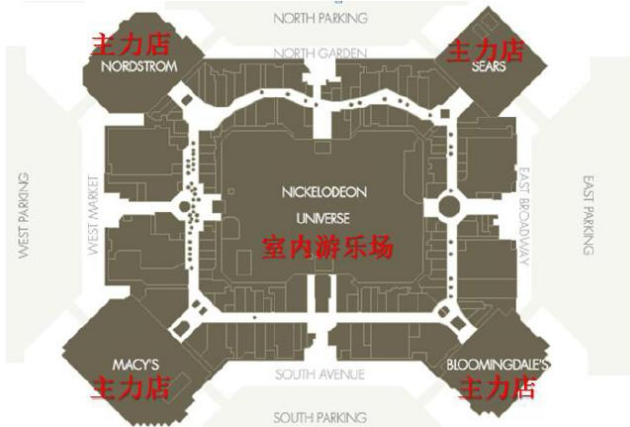 NORTH PARKING
主力店
NORDSTROM
NORTH GARDEN
主力店
SEARS
WEST PARKING
WEST MARKET
NICKELODEON
UNIVERSE
室内游乐场
EAST BROADWAY
EAST PARKING
MACY'S
主力店
SOUTH AVENUE
BLOOMINGDALE'S
主力店
SOUTH PARKING